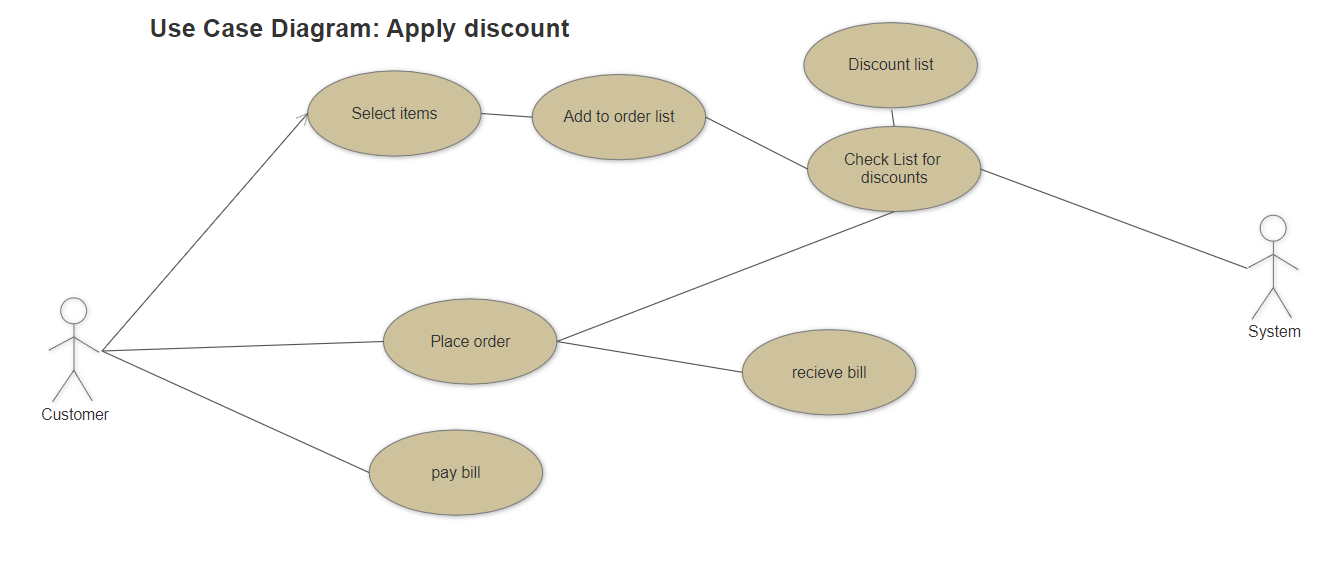 Use Case Diagram: Apply discount
Discount list
Select items
Add to order list
Check List for
discounts
System
Place order
recieve bill
Customer
pay bill